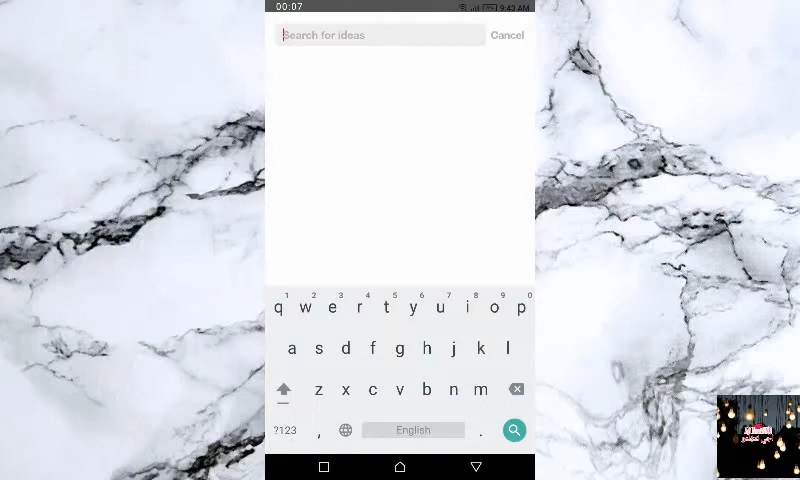 00:07
9:43 AM
Search for ideas
Cancel
1 2 3 4 5 6 7 8 9 0
q w e r t y u i o p
a s d f g h j k l
z x c v b n m
?123 , English .